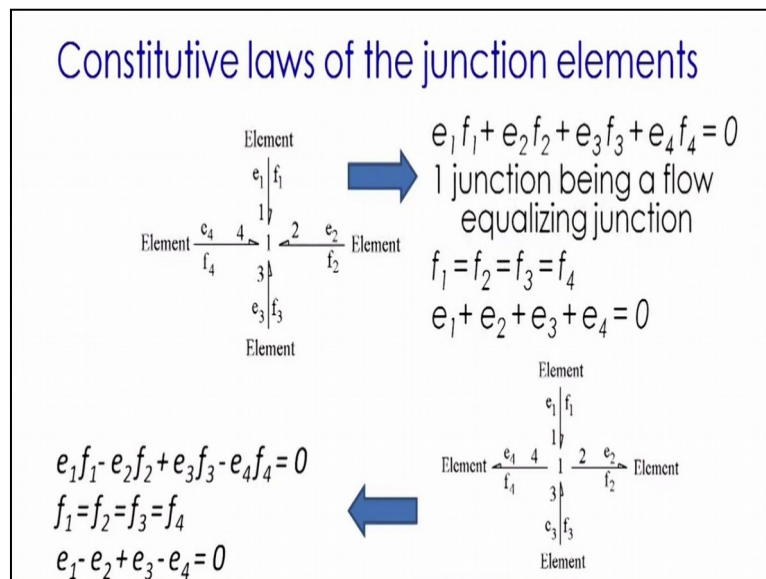 Constitutive laws of the junction elements
Element
e₁ f₁
1
Element e₄ 4 1 2 e₂ Element
f₄ f₂
3
e₃ f₃
Element
e₁f₁+ e₂f₂+ e₃f₃+ e₄f₄= 0
1 junction being a flow
equalizing junction
f₁=f₂=f₃=f₄
e₁+ e₂+ e₃+ e₄= 0
Element
e₁ f₁
1
Element e₄ 4 1 2 e₂ Element
f₄ f₂
3
e₃ f₃
Element
e₁f₁- e₂f₂+e₃f₃-e₄f₄=0
f₁=f₂=f₃=f₄
e₁-e₂+e₃-e₄=0